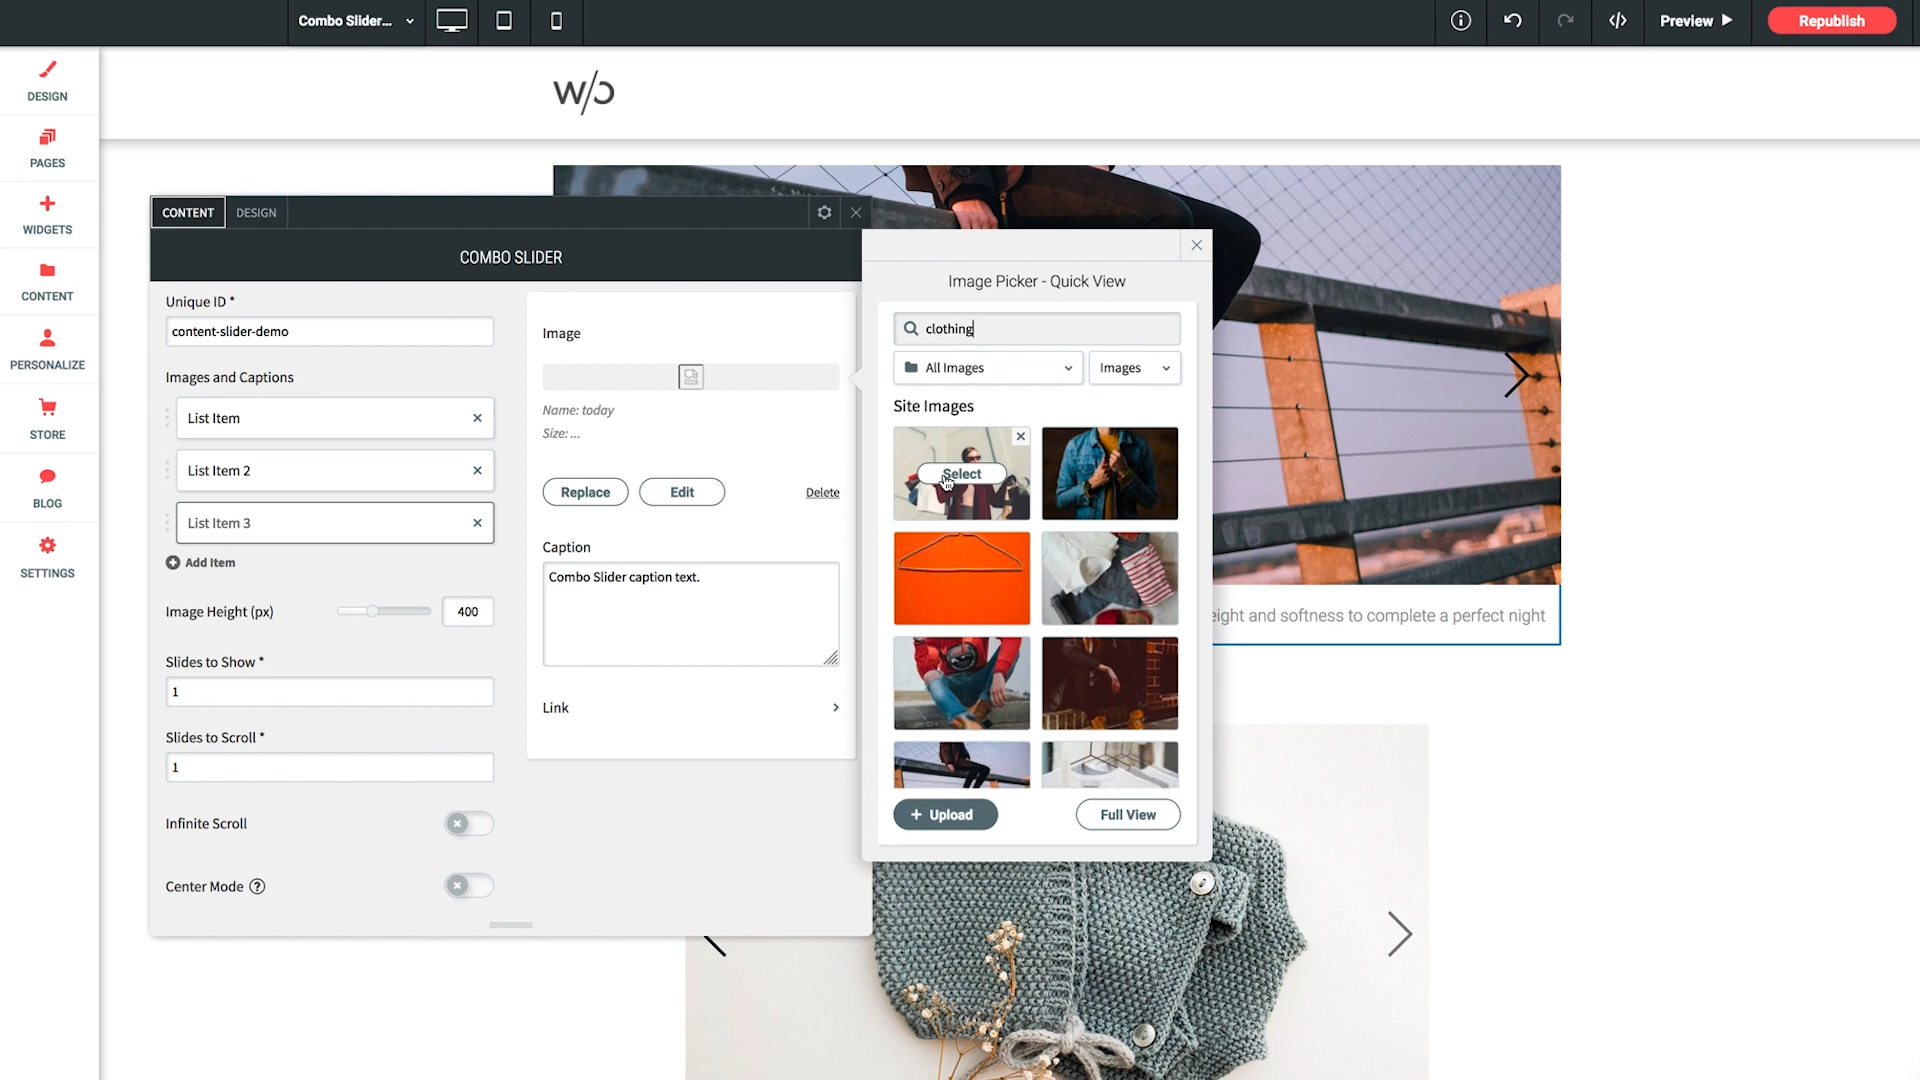 Combo Slider...
Preview
Republish
DESIGN
PAGES
WIDGETS
CONTENT
PERSONALIZE
STORE
BLOG
SETTINGS
CONTENT
DESIGN
COMBO SLIDER
Unique ID *
content-slider-demo
Images and Captions
List Item
List Item 2
List Item 3
Add Item
Image Height (px)
400
Slides to Show *
1
Slides to Scroll *
1
Infinite Scroll
Center Mode ?
Image
Name: today
Size: ...
Replace
Edit
Delete
Caption
Combo Slider caption text.
Link
Image Picker - Quick View
clothing
All Images
Images
Site Images
Select
+ Upload
Full View
eight and softness to complete a perfect night